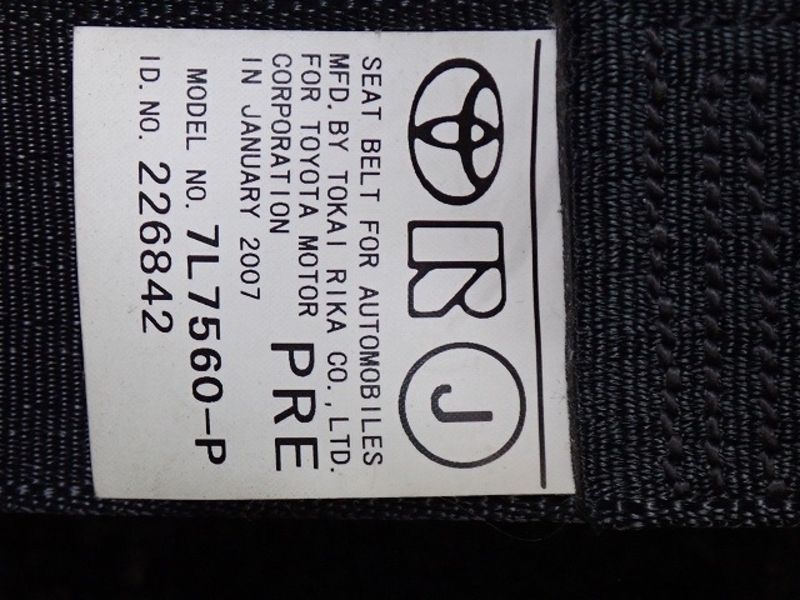 R J
SEAT BELT FOR AUTOMOBILES
MFD. BY TOKAI RIKA CO., LTD.
FOR TOYOTA MOTOR
CORPORATION PRE
IN JANUARY 2007
MODEL NO. 7L7560-P
ID. NO. 226842